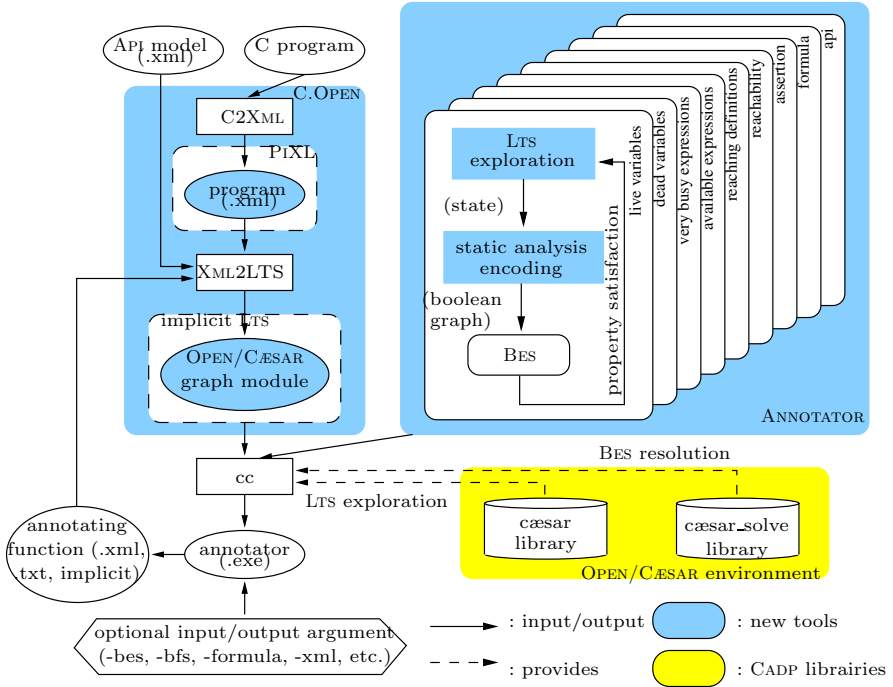 API model
(.xml)
C program
C.OPEN
C2XML
PIXL
program
(.xml)
XML2LTS
implicit LTS
OPEN/CÆSAR
graph module
cc
annotating
function (.xml,
.txt, implicit)
annotator
(.exe)
optional input/output argument
(-bes, -bfs, -formula, -xml, etc.)
LTS
exploration
(state)
static analysis
encoding
(boolean
graph)
BES
property satisfaction
live variables
dead variables
very busy expressions
available expressions
reaching definitions
reachability
assertion
formula
api
ANNOTATOR
BES resolution
LTS exploration
cæsar
library
cæsar_solve
library
OPEN/CÆSAR environment
: input/output
: new tools
: provides
: CADP librairies